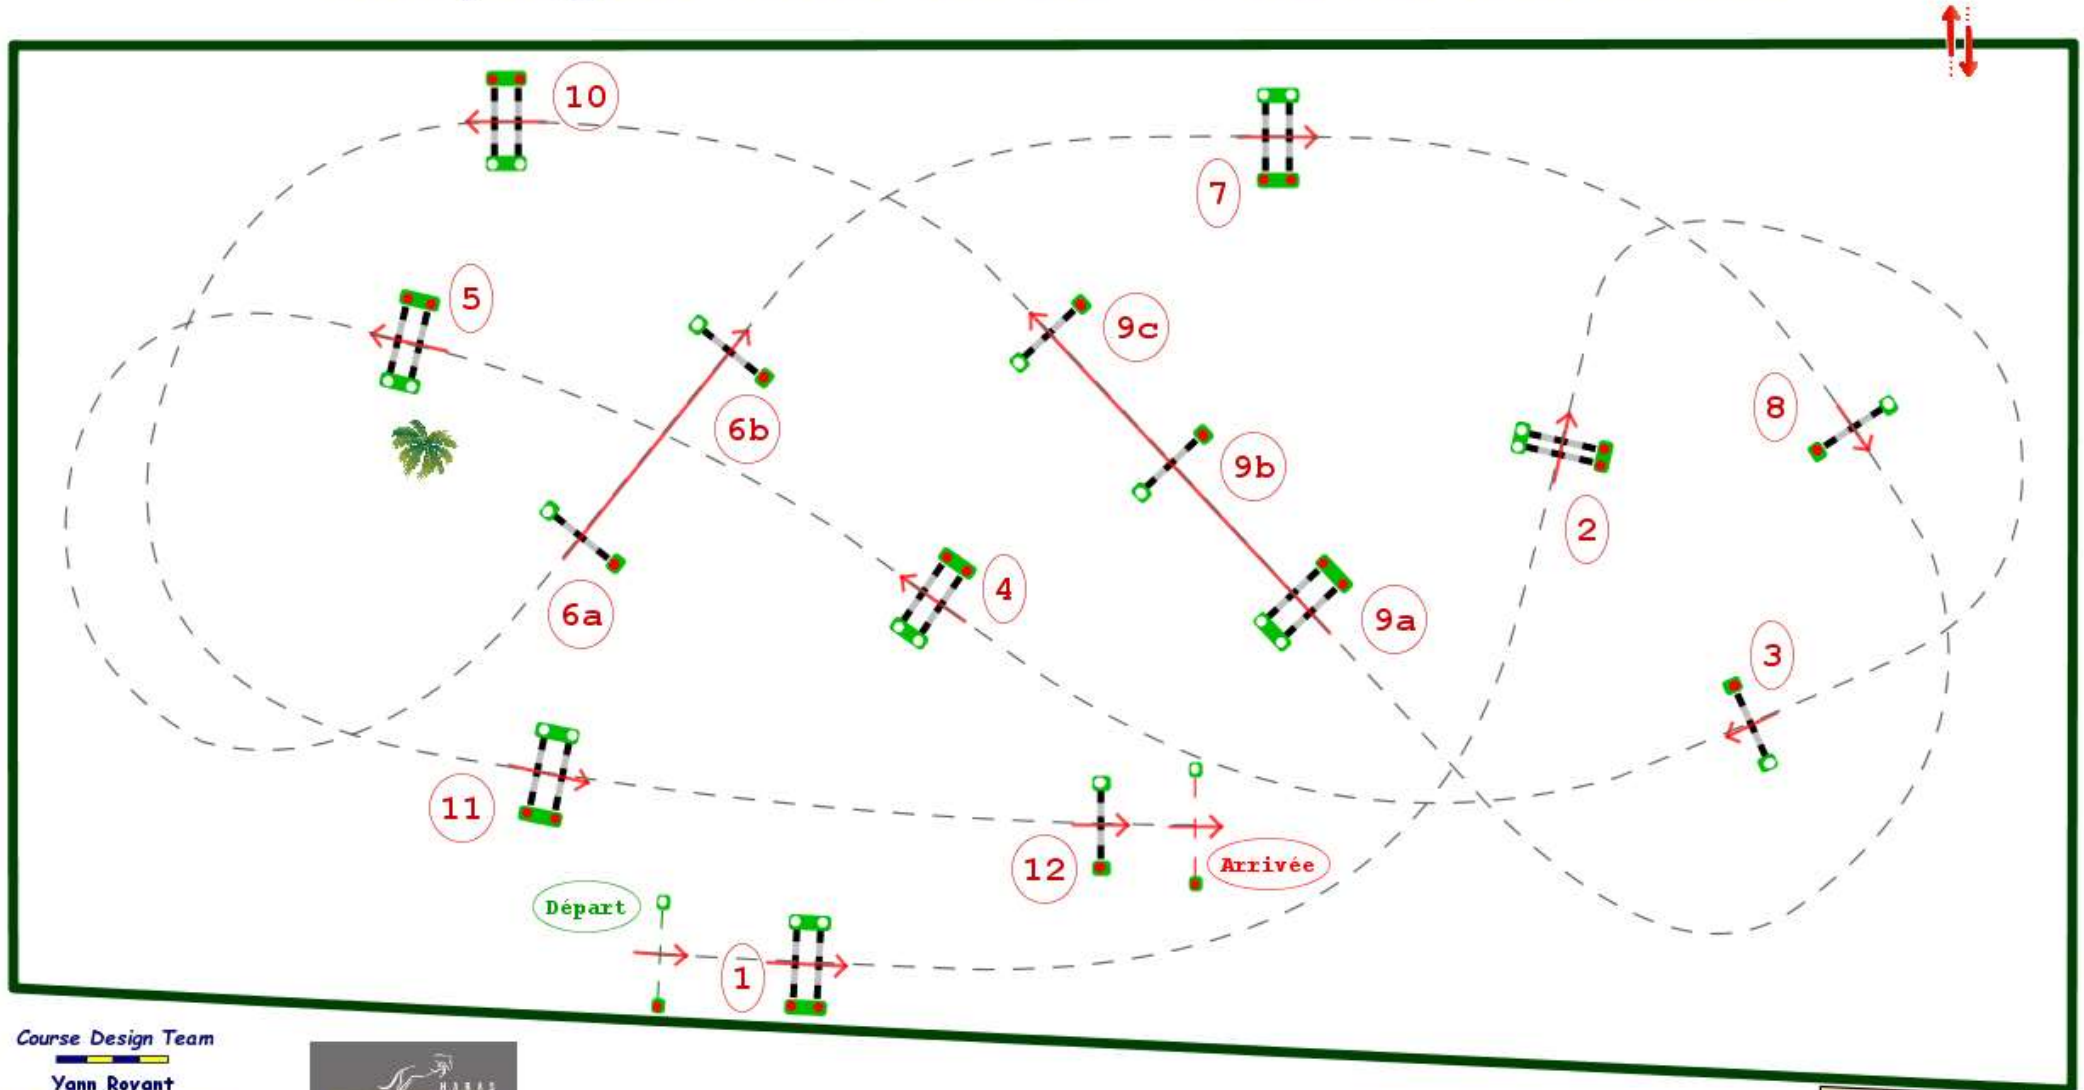 10
7
5
9c
8
6b
9b
2
4
6a
9a
3
11
12
Arrivée
Départ
1
Course Design Team
Yann Royant
HARAS